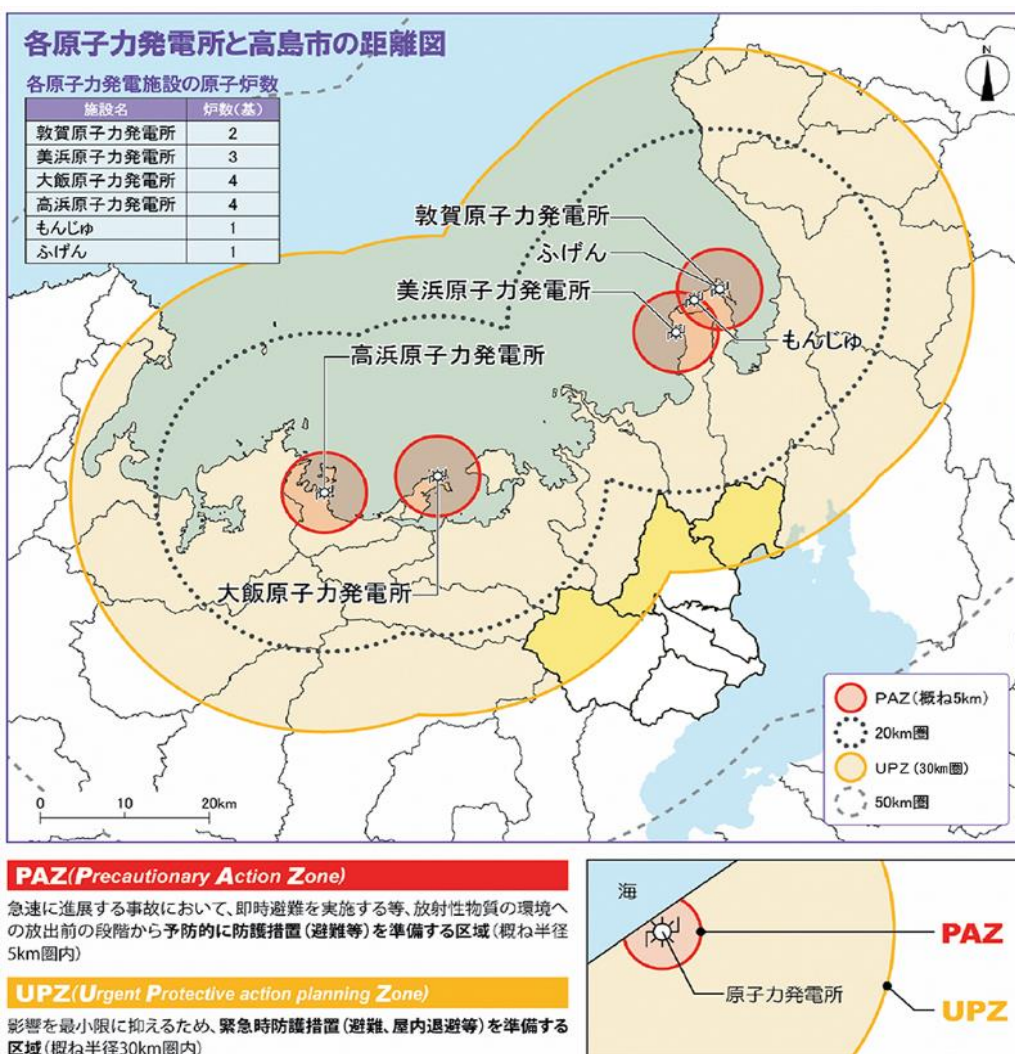 各原子力発電所と高島市の距離図
各原子力発電施設の原子炉数
施設名 炉数(基)
敦賀原子力発電所 2
美浜原子力発電所 3
大飯原子力発電所 4
高浜原子力発電所 4
もんじゅ 1
ふげん 1
N
敦賀原子力発電所
ふげん
美浜原子力発電所
もんじゅ
高浜原子力発電所
大飯原子力発電所
PAZ(概ね5km)
20km圏
UPZ(30km圏)
50km圏
0 10 20km
PAZ(Precautionary Action Zone)
急速に進展する事故において、即時避難を実施する等、放射性物質の環境へ
の放出前の段階から予防的に防護措置(避難等)を準備する区域(概ね半径
5km圏内)
UPZ(Urgent Protective action planning Zone)
影響を最小限に抑えるため、緊急時防護措置(避難、屋内退避等)を準備する
区域(概ね半径30km圏内)
海
PAZ
原子力発電所
UPZ